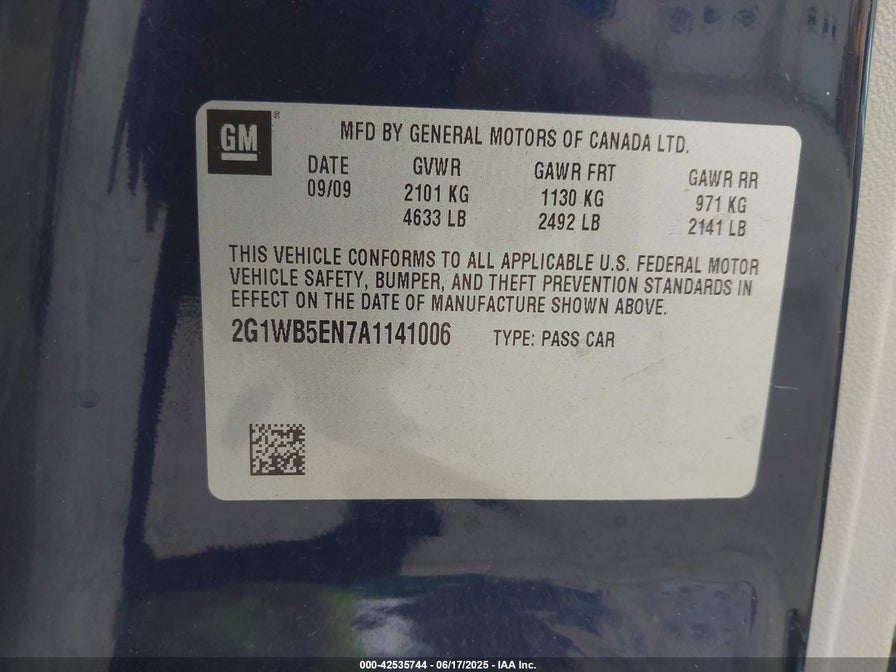 GM
®
MFD BY GENERAL MOTORS OF CANADA LTD.
DATE GVWR GAWR FRT GAWR RR
09/09 2101 KG 1130 KG 971 KG
4633 LB 2492 LB 2141 LB
THIS VEHICLE CONFORMS TO ALL APPLICABLE U.S. FEDERAL MOTOR
VEHICLE SAFETY, BUMPER, AND THEFT PREVENTION STANDARDS IN
EFFECT ON THE DATE OF MANUFACTURE SHOWN ABOVE.
2G1WB5EN7A1141006 TYPE: PASS CAR
000-42535744 - 06/17/2025 - IAA Inc.